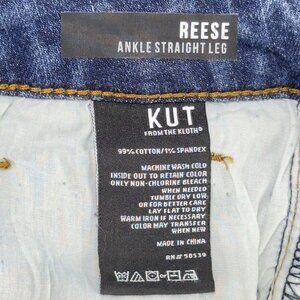 REESE
ANKLE STRAIGHT LEG
KUT
FROM THE KLOTH®
99% COTTON/1% SPANDEX
MACHINE WASH COLD
INSIDE OUT TO RETAIN COLOR
ONLY NON-CHLORINE BLEACH
WHEN NEEDED
TUMBLE DRY LOW,
OR FOR BETTER CARE
LAY FLAT TO DRY
WARM IRON IF NECESSARY
COLOR MAY TRANSFER
WHEN NEW
MADE IN CHINA
RN# 58539
OR